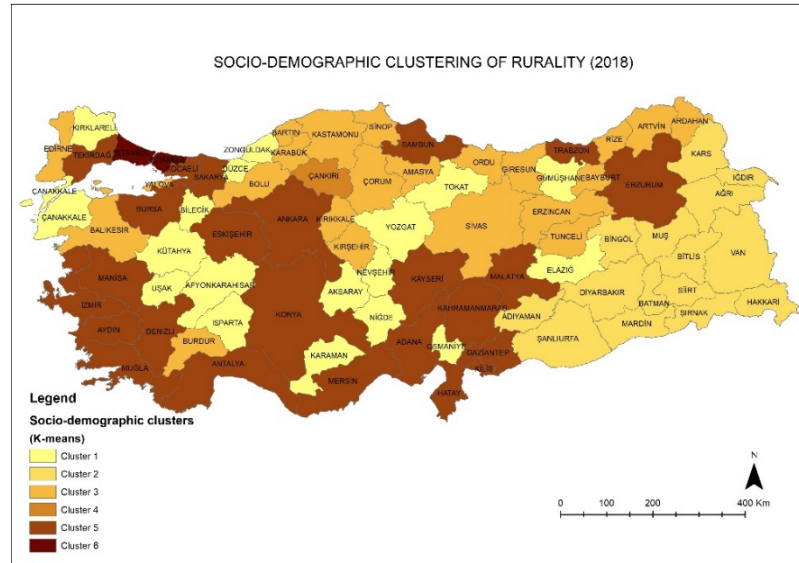 SOCIO-DEMOGRAPHIC CLUSTERING OF RURALITY (2018)
KIRKLARELİ
EDİRNE
TEKİRDAĞ
İSTANBUL
KOCAELİ
YALOVA
SAKARYA
DÜZCE
ZONGULDAK
BARTIN
KARABÜK
KASTAMONU
SİNOP
SAMSUN
ORDU
GİRESUN
TRABZON
RİZE
ARTVİN
ARDAHAN
KARS
IĞDIR
AĞRI
ÇANAKKALE
ÇANAKKALE
BALIKESİR
BURSA
BİLECİK
BOLU
ÇANKIRI
ÇORUM
AMASYA
TOKAT
GÜMÜŞHANE
BAYBURT
ERZURUM
ERZİNCAN
KÜTAHYA
ESKİŞEHİR
ANKARA
KIRIKKALE
KIRŞEHİR
YOZGAT
SİVAS
TUNCELİ
BİNGÖL
MUŞ
BİTLİS
VAN
MANİSA
UŞAK
AFYONKARAHİSAR
AKSARAY
NEVŞEHİR
KAYSERİ
MALATYA
ELAZIĞ
DİYARBAKIR
BATMAN
SİİRT
HAKKARİ
ŞIRNAK
MARDİN
İZMİR
AYDIN
DENİZLİ
ISPARTA
BURDUR
KONYA
NİĞDE
KAHRAMANMARAŞ
ADIYAMAN
ŞANLIURFA
MUĞLA
ANTALYA
KARAMAN
MERSİN
ADANA
OSMANİYE
GAZİANTEP
KİLİS
HATAY
Legend
Socio-demographic clusters
(K-means)
Cluster 1
Cluster 2
Cluster 3
Cluster 4
Cluster 5
Cluster 6
N
0 100 200 300 400 Km